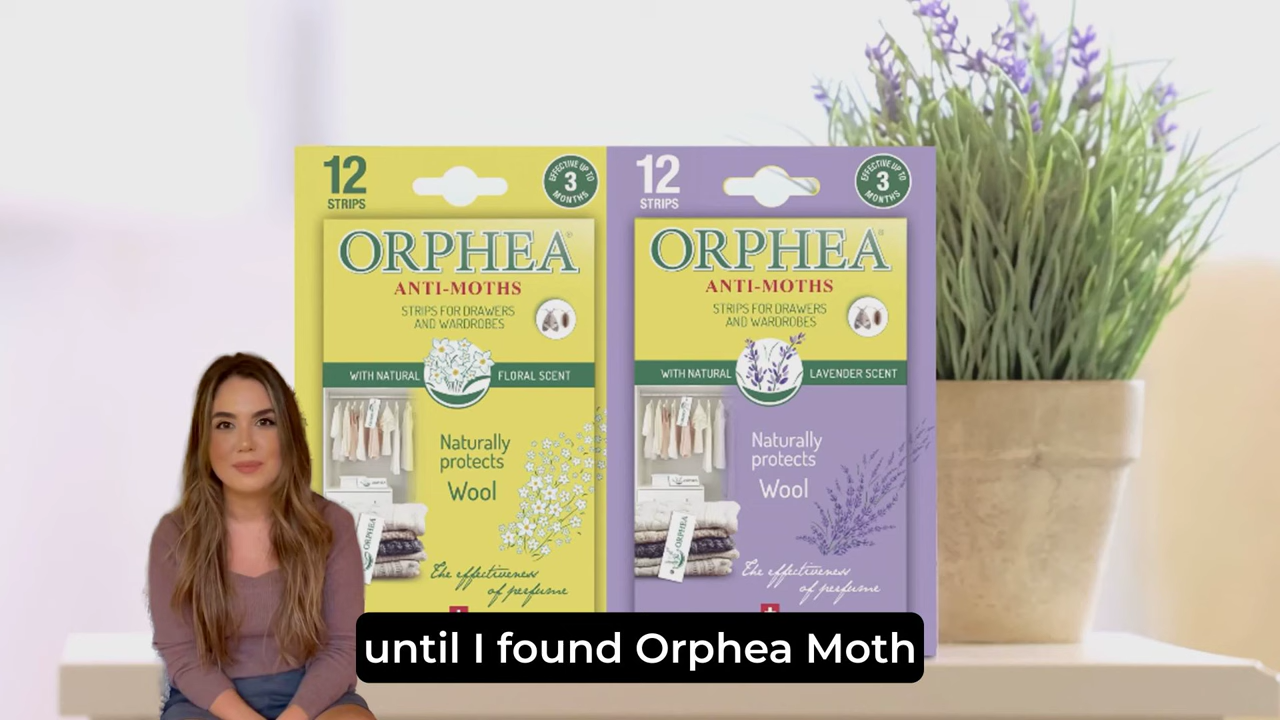 12
STRIPS
EFFECTIVE UP TO
3
MONTHS
ORPHEA®
ANTI-MOTHS
STRIPS FOR DRAWERS
AND WARDROBES
WITH NATURAL FLORAL SCENT
Naturally
protects
Wool
ORPHEA
The effectiveness
of perfume
12
STRIPS
EFFECTIVE UP TO
3
MONTHS
ORPHEA®
ANTI-MOTHS
STRIPS FOR DRAWERS
AND WARDROBES
WITH NATURAL LAVENDER SCENT
Naturally
protects
Wool
ORPHEA
The effectiveness
of perfume
until I found Orphea Moth